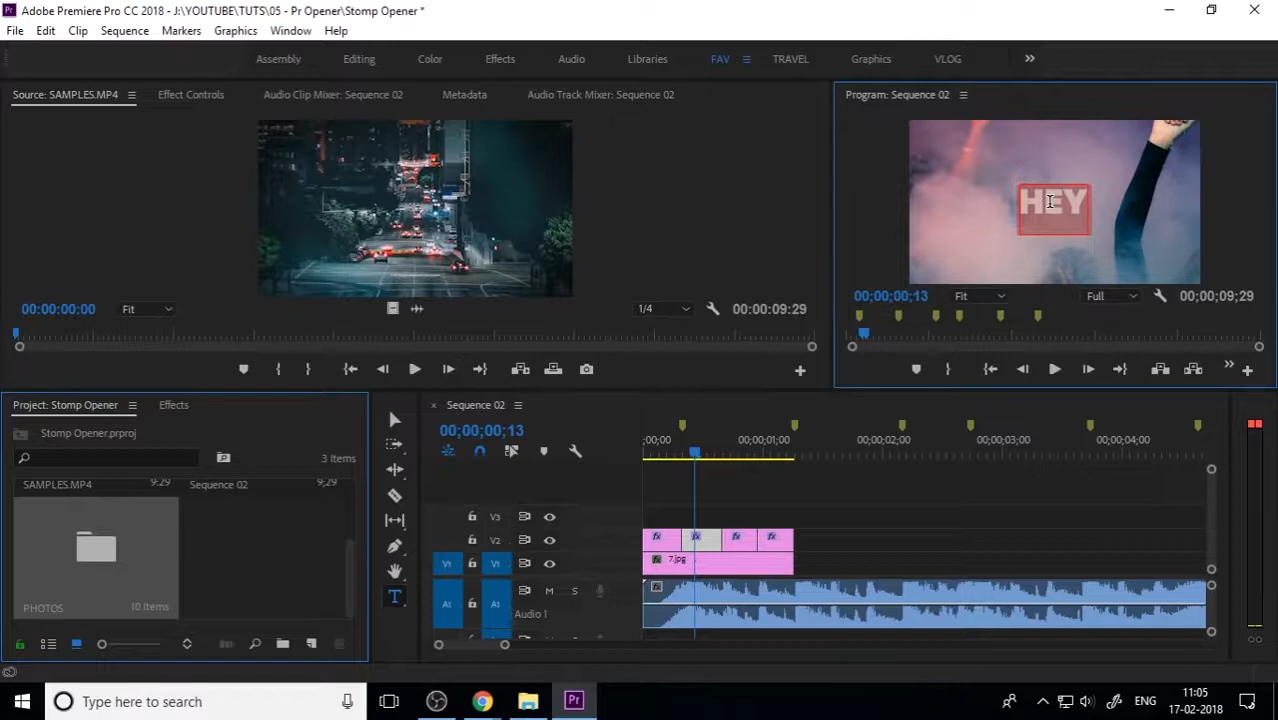 Adobe Premiere Pro CC 2018 - J:\YOUTUBE\TUTS\05 - Pr Opener\Stomp Opener *
File Edit Clip Sequence Markers Graphics Window Help
Assembly Editing Color Effects Audio Libraries FAV TRAVEL Graphics VLOG
Source: SAMPLES.MP4 Effect Controls Audio Clip Mixer: Sequence 02 Metadata Audio Track Mixer: Sequence 02
Program: Sequence 02
HEY
00:00:00:00 Fit 1/4 00:00:09:29
00;00;00;13 Fit Full 00;00;09;29
Project: Stomp Opener Effects
Stomp Opener.prproj
3 Items
SAMPLES.MP4 9:29 Sequence 02 9;29
PHOTOS 10 Items
Sequence 02
00;00;00;13
;00;00 00;00;01;00 00;00;02;00 00;00;03;00 00;00;04;00
V3
V2
V1 V1 7.jpg
A1 A1 M S
Audio 1
Type here to search
ENG
11:05
17-02-2018